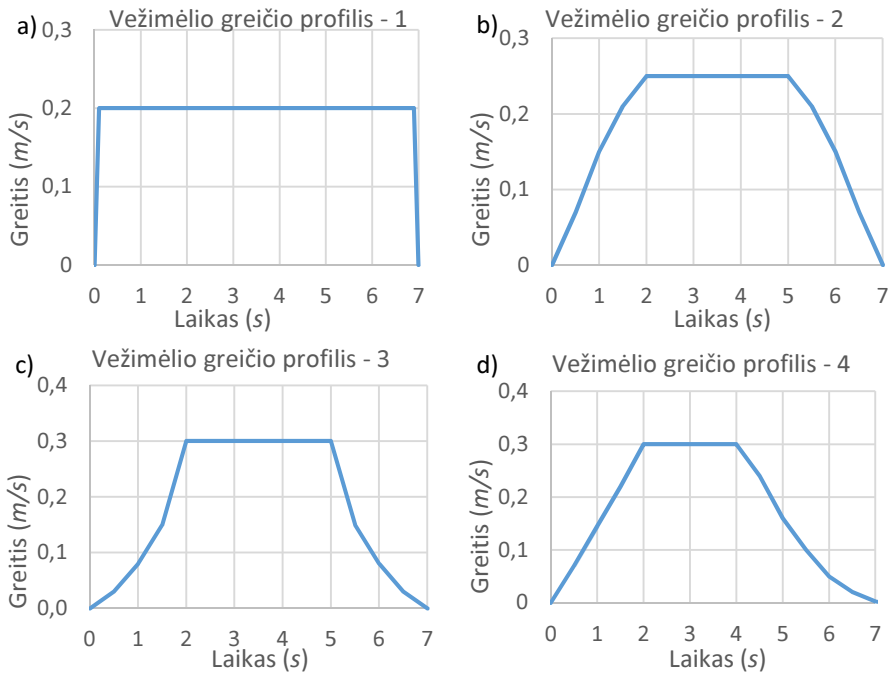 a) Vežimėlio greičio profilis - 1
0,3
0,2
0,1
0
Greitis (m/s)
0 1 2 3 4 5 6 7
Laikas (s)
b) Vežimėlio greičio profilis - 2
0,3
0,2
0,1
0
Greitis (m/s)
0 1 2 3 4 5 6 7
Laikas (s)
c) Vežimėlio greičio profilis - 3
0,4
0,3
0,2
0,1
0,0
Greitis (m/s)
0 1 2 3 4 5 6 7
Laikas (s)
d) Vežimėlio greičio profilis - 4
0,4
0,3
0,2
0,1
0
Greitis (m/s)
0 1 2 3 4 5 6 7
Laikas (s)